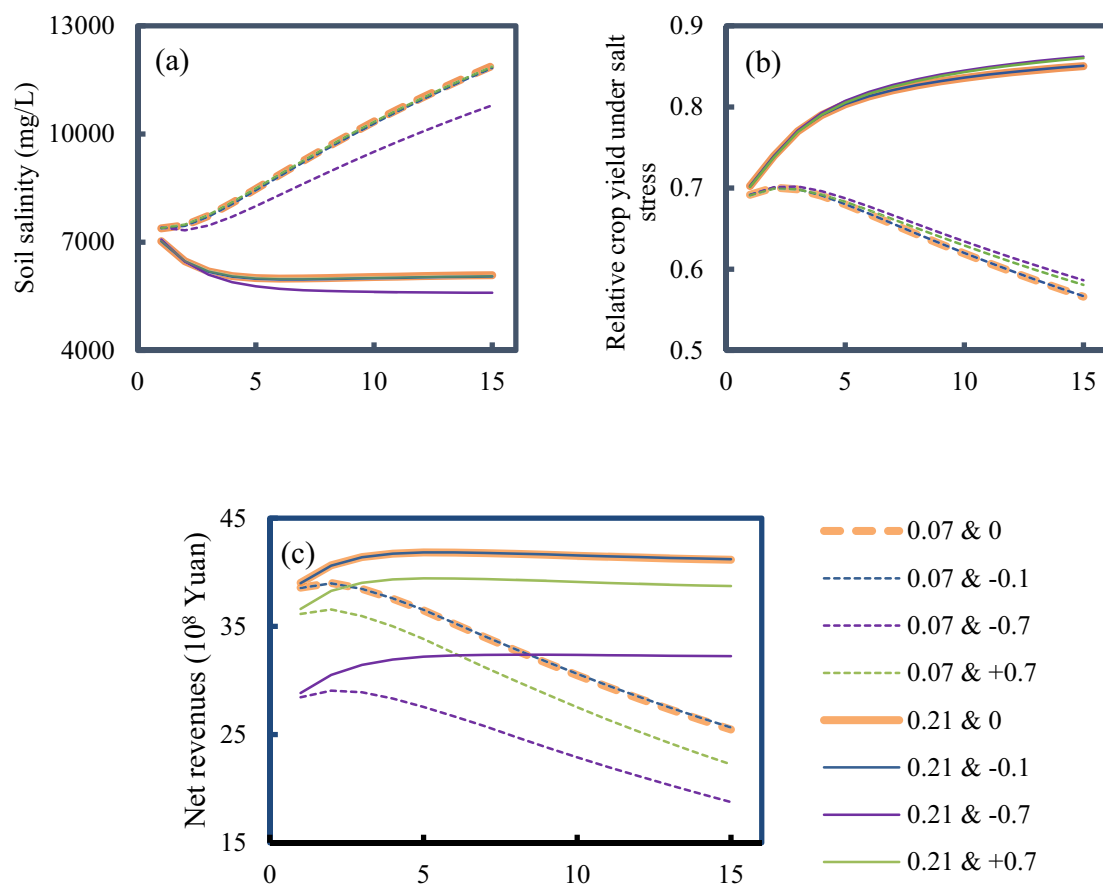 (a)
Soil salinity (mg/L)
13000
10000
7000
4000
0
5
10
15
(b)
Relative crop yield under salt
stress
0.9
0.8
0.7
0.6
0.5
0
5
10
15
(c)
Net revenues (10⁸ Yuan)
45
35
25
15
0
5
10
15
0.07 & 0
0.07 & -0.1
0.07 & -0.7
0.07 & +0.7
0.21 & 0
0.21 & -0.1
0.21 & -0.7
0.21 & +0.7